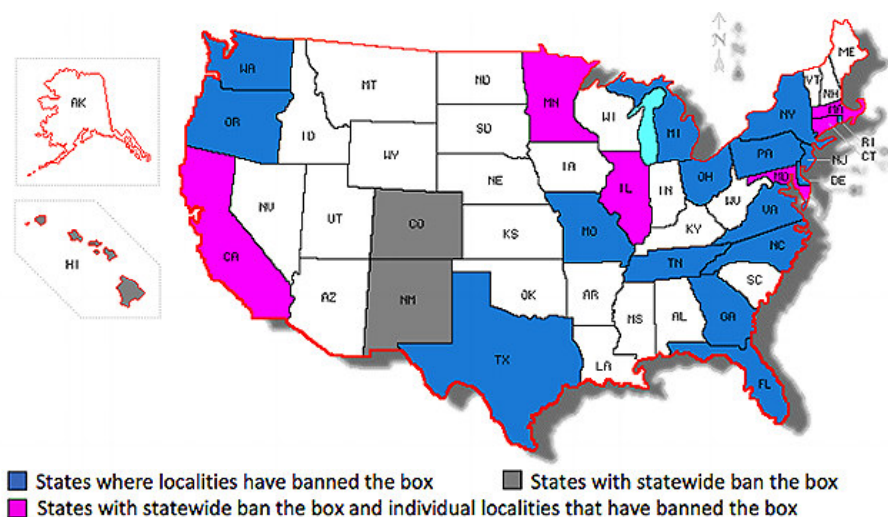 N
ME
WA
VT
NH
MT
ND
MN
AK
OR
ID
SD
WI
MI
NY
MA
WY
RI
CT
IA
PA
NJ
NE
OH
MD
DE
NV
UT
IL
IN
WV
VA
CO
KS
MO
KY
HI
CA
NC
TN
OK
AR
SC
AZ
NM
MS
AL
GA
TX
LA
FL
States where localities have banned the box
States with statewide ban the box
States with statewide ban the box and individual localities that have banned the box